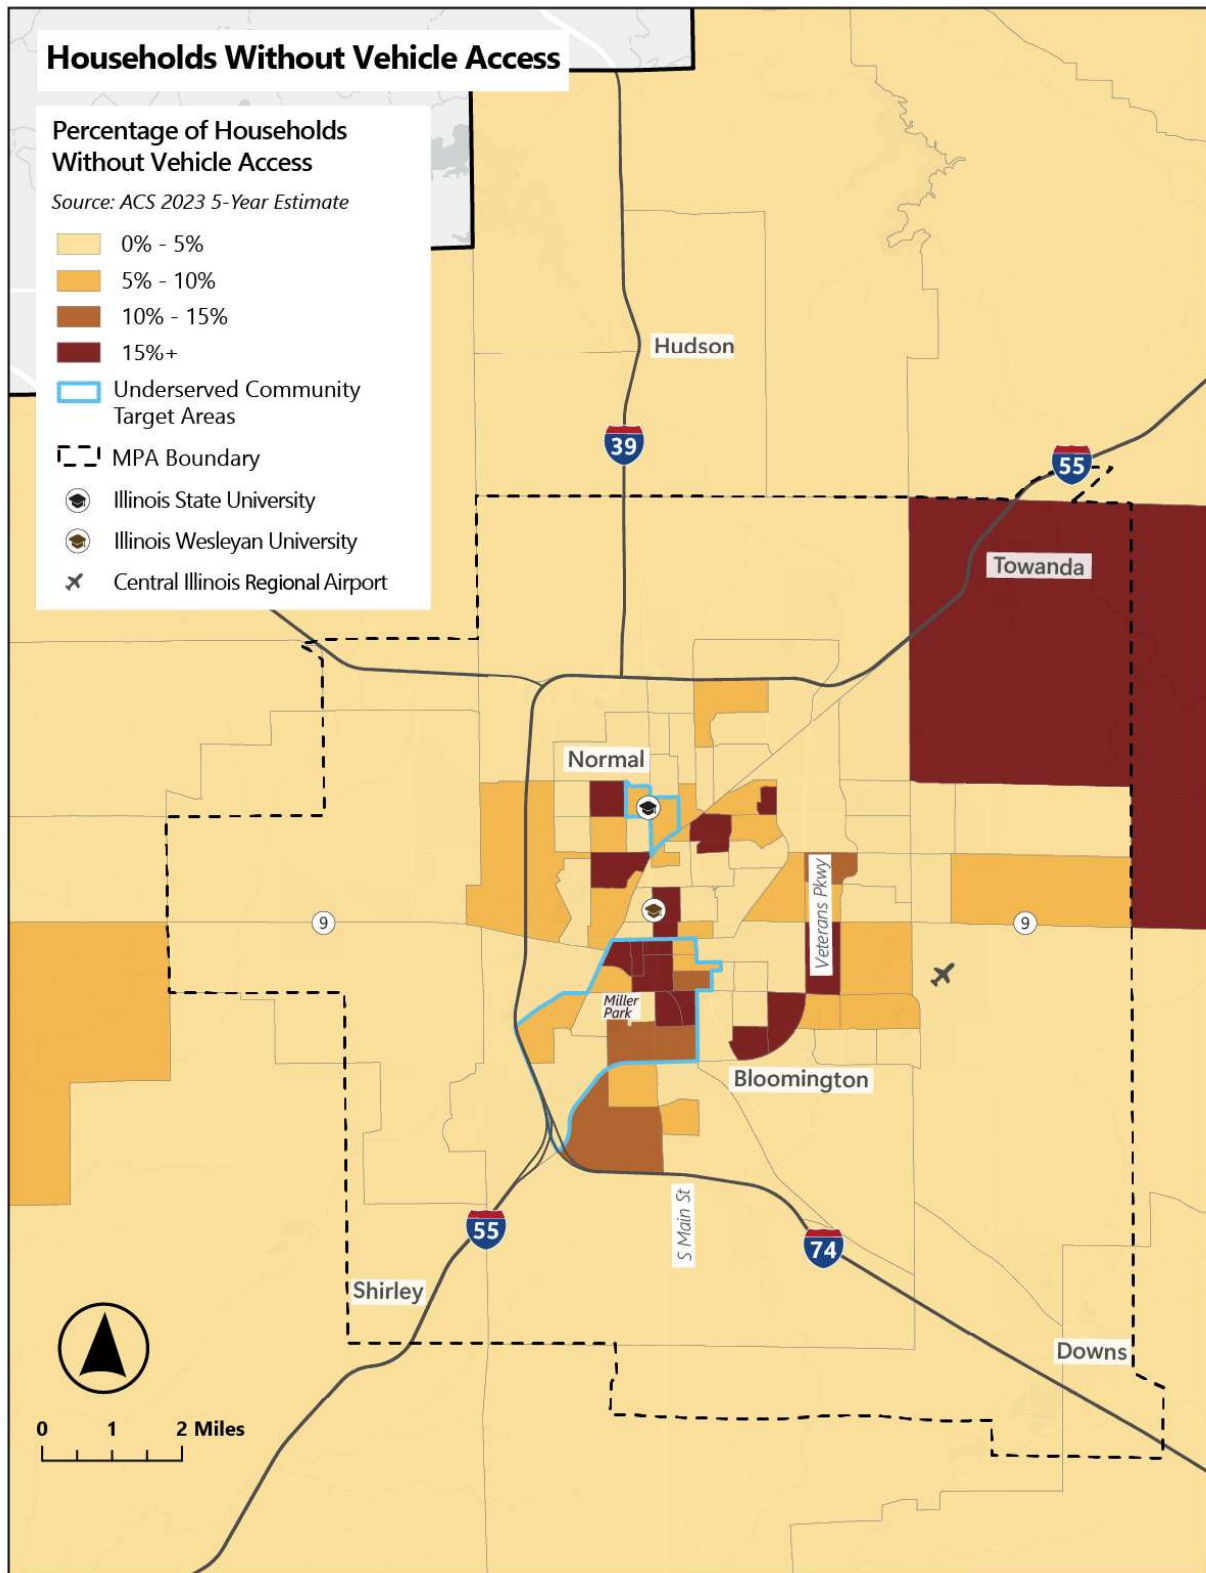 Households Without Vehicle Access
Percentage of Households
Without Vehicle Access
Source: ACS 2023 5-Year Estimate
0% - 5%
5% - 10%
10% - 15%
15%+
Underserved Community
Target Areas
MPA Boundary
Illinois State University
Illinois Wesleyan University
Central Illinois Regional Airport
Hudson
39
55
Towanda
Normal
Veterans Pkwy
9
9
Miller
Park
Bloomington
S Main St
55
74
Shirley
Downs
0 1 2 Miles